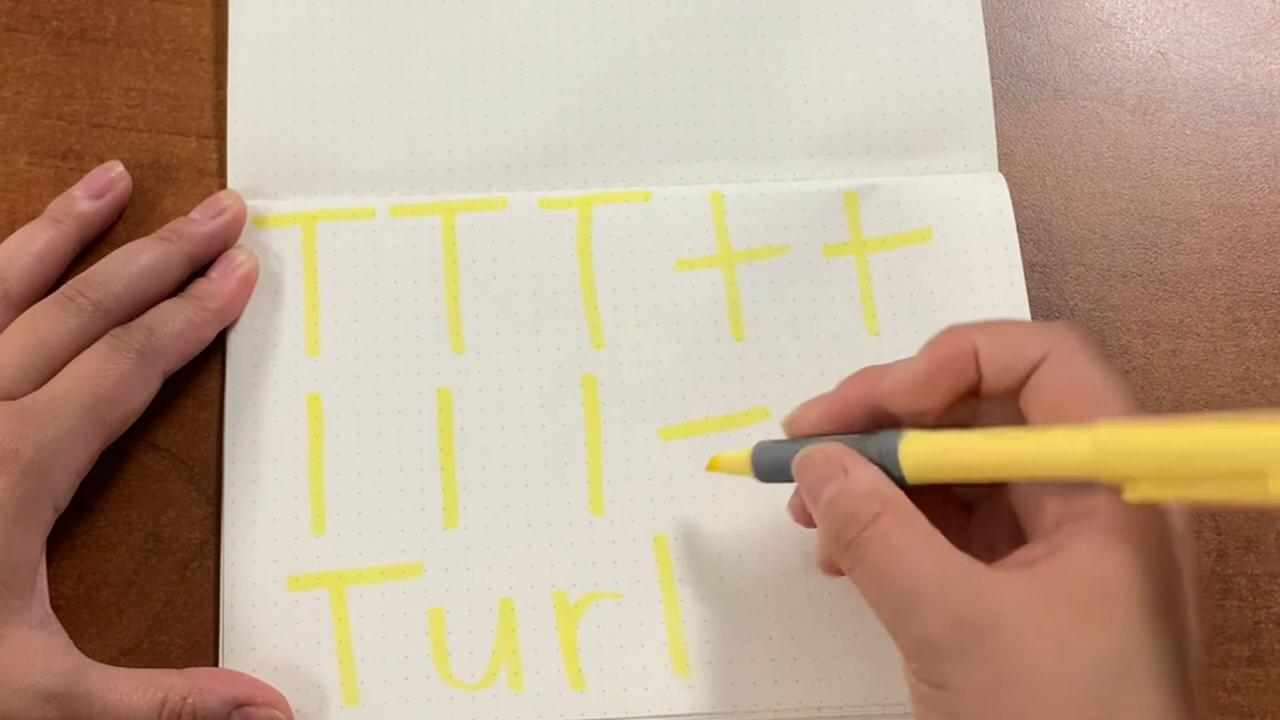 T T T + +
| | | –
Turl